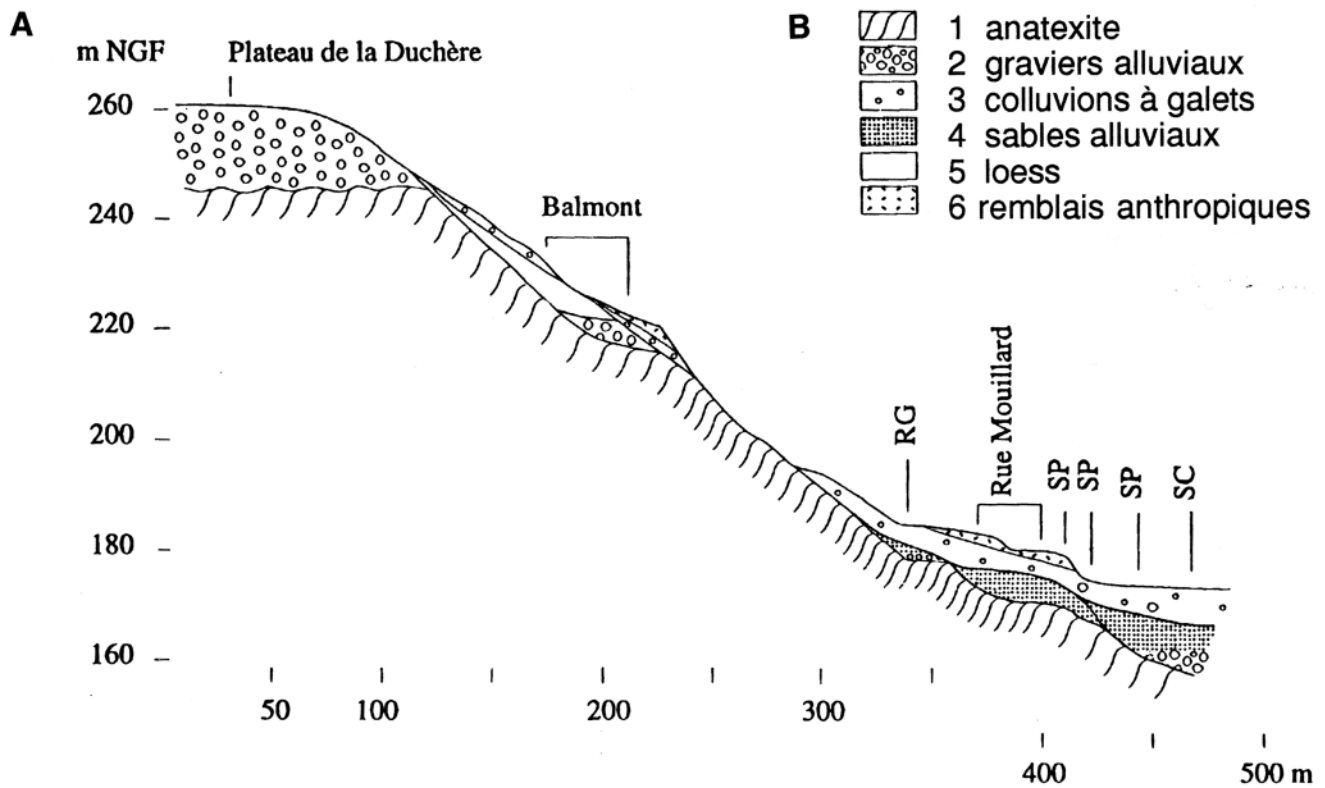 A
m NGF
Plateau de la Duchère
260
240
220
200
180
160
Balmont
RG
Rue Mouillard
SP
SP
SP
SC
50
100
200
300
400
500 m
B
1 anatexite
2 graviers alluviaux
3 colluvions à galets
4 sables alluviaux
5 loess
6 remblais anthropiques